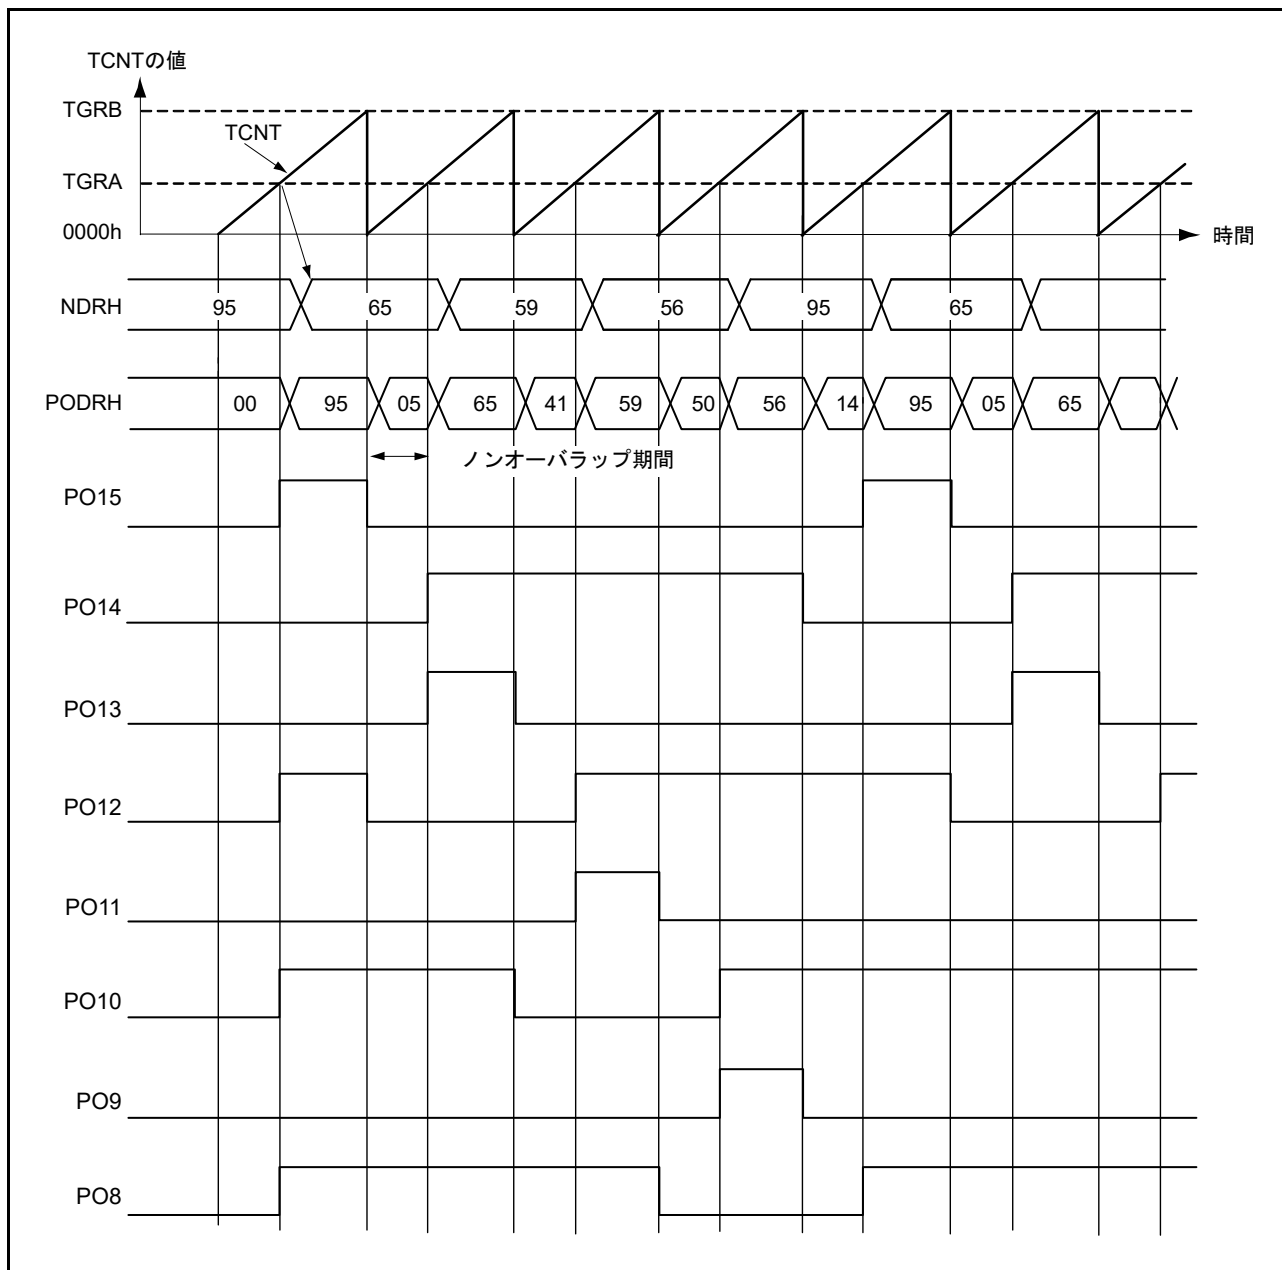 TCNTの値
TGRB
TCNT
TGRA
0000h
時間
NDRH 95 65 59 56 95 65
PODRH 00 95 05 65 41 59 50 56 14 95 05 65
ノンオーバラップ期間
PO15
PO14
PO13
PO12
PO11
PO10
PO9
PO8